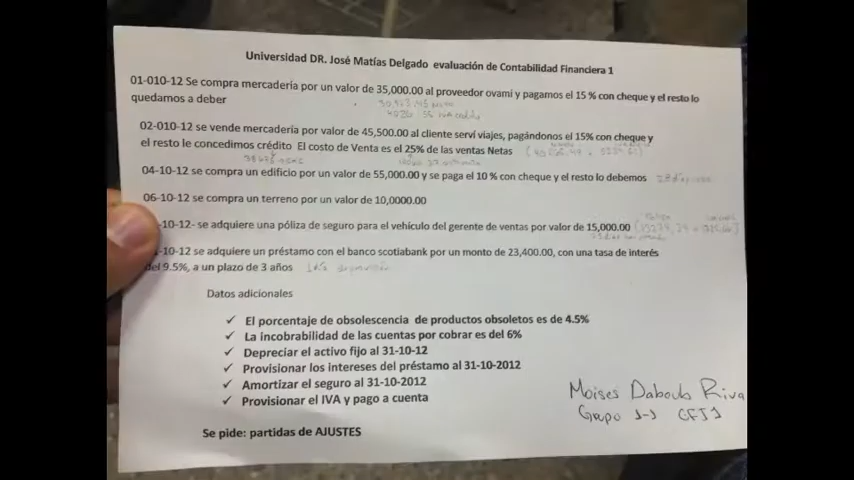 Universidad DR. José Matías Delgado evaluación de Contabilidad Financiera 1
01-010-12 Se compra mercadería por un valor de 35,000.00 al proveedor ovami y pagamos el 15 % con cheque y el resto lo
quedamos a deber
02-010-12 se vende mercadería por valor de 45,500.00 al cliente servi viajes, pagándonos el 15% con cheque y
el resto le concedimos crédito El costo de Venta es el 25% de las ventas Netas
04-10-12 se compra un edificio por un valor de 55,000.00 y se paga el 10 % con cheque y el resto lo debemos
06-10-12 se compra un terreno por un valor de 10,0000.00
-10-12- se adquiere una póliza de seguro para el vehículo del gerente de ventas por valor de 15,000.00
-10-12 se adquiere un préstamo con el banco scotiabank por un monto de 23,400.00, con una tasa de interés
del 9.5%, a un plazo de 3 años
Datos adicionales
✓ El porcentaje de obsolescencia de productos obsoletos es de 4.5%
✓ La incobrabilidad de las cuentas por cobrar es del 6%
✓ Depreciar el activo fijo al 31-10-12
✓ Provisionar los intereses del préstamo al 31-10-2012
✓ Amortizar el seguro al 31-10-2012
✓ Provisionar el IVA y pago a cuenta
Moises Daboub Riva
Grupo 1-1 CFI1
Se pide: partidas de AJUSTES